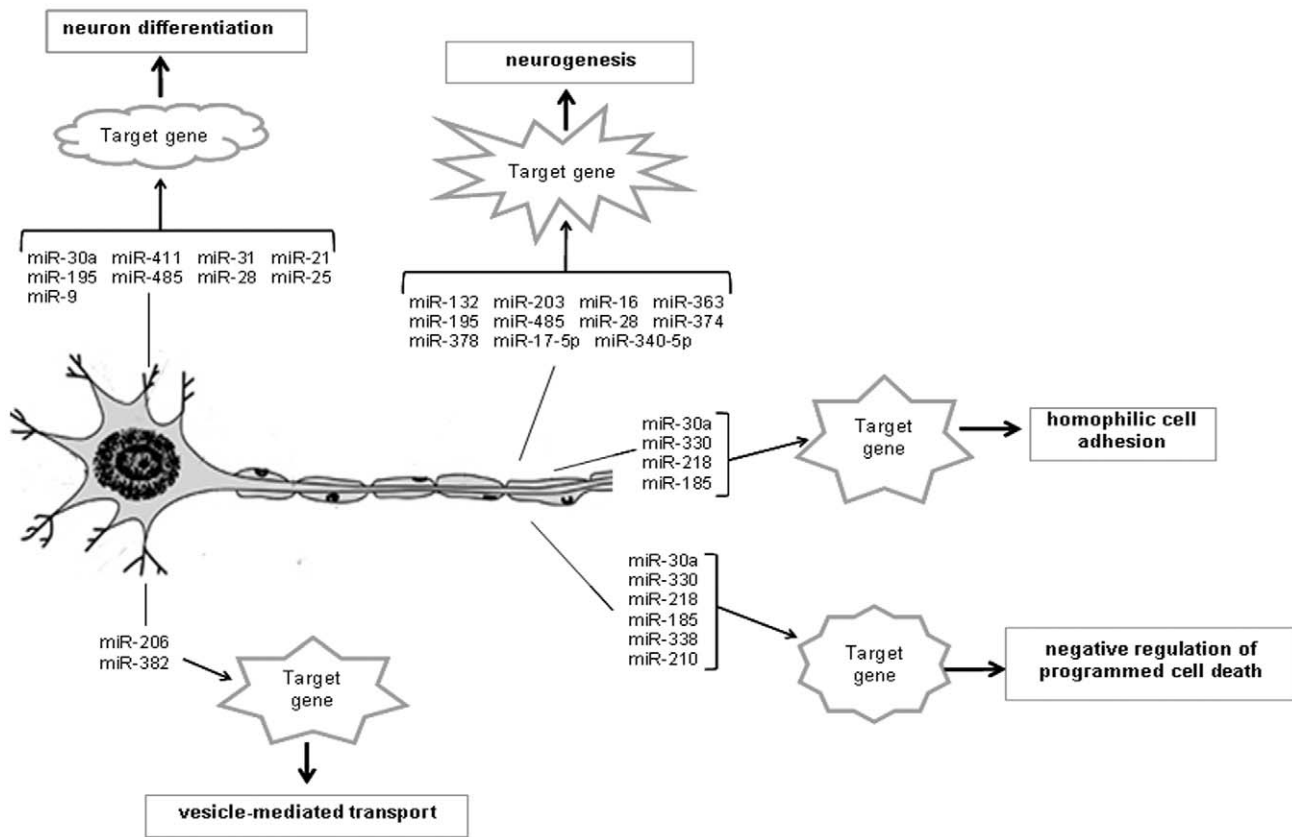 neuron differentiation
Target gene
miR-30a miR-411 miR-31 miR-21
miR-195 miR-485 miR-28 miR-25
miR-9
neurogenesis
Target gene
miR-132 miR-203 miR-16 miR-363
miR-195 miR-485 miR-28 miR-374
miR-378 miR-17-5p miR-340-5p
miR-30a
miR-330
miR-218
miR-185
Target
gene
homophilic cell
adhesion
miR-30a
miR-330
miR-218
miR-185
miR-338
miR-210
Target
gene
negative regulation of
programmed cell death
miR-206
miR-382
Target
gene
vesicle-mediated transport